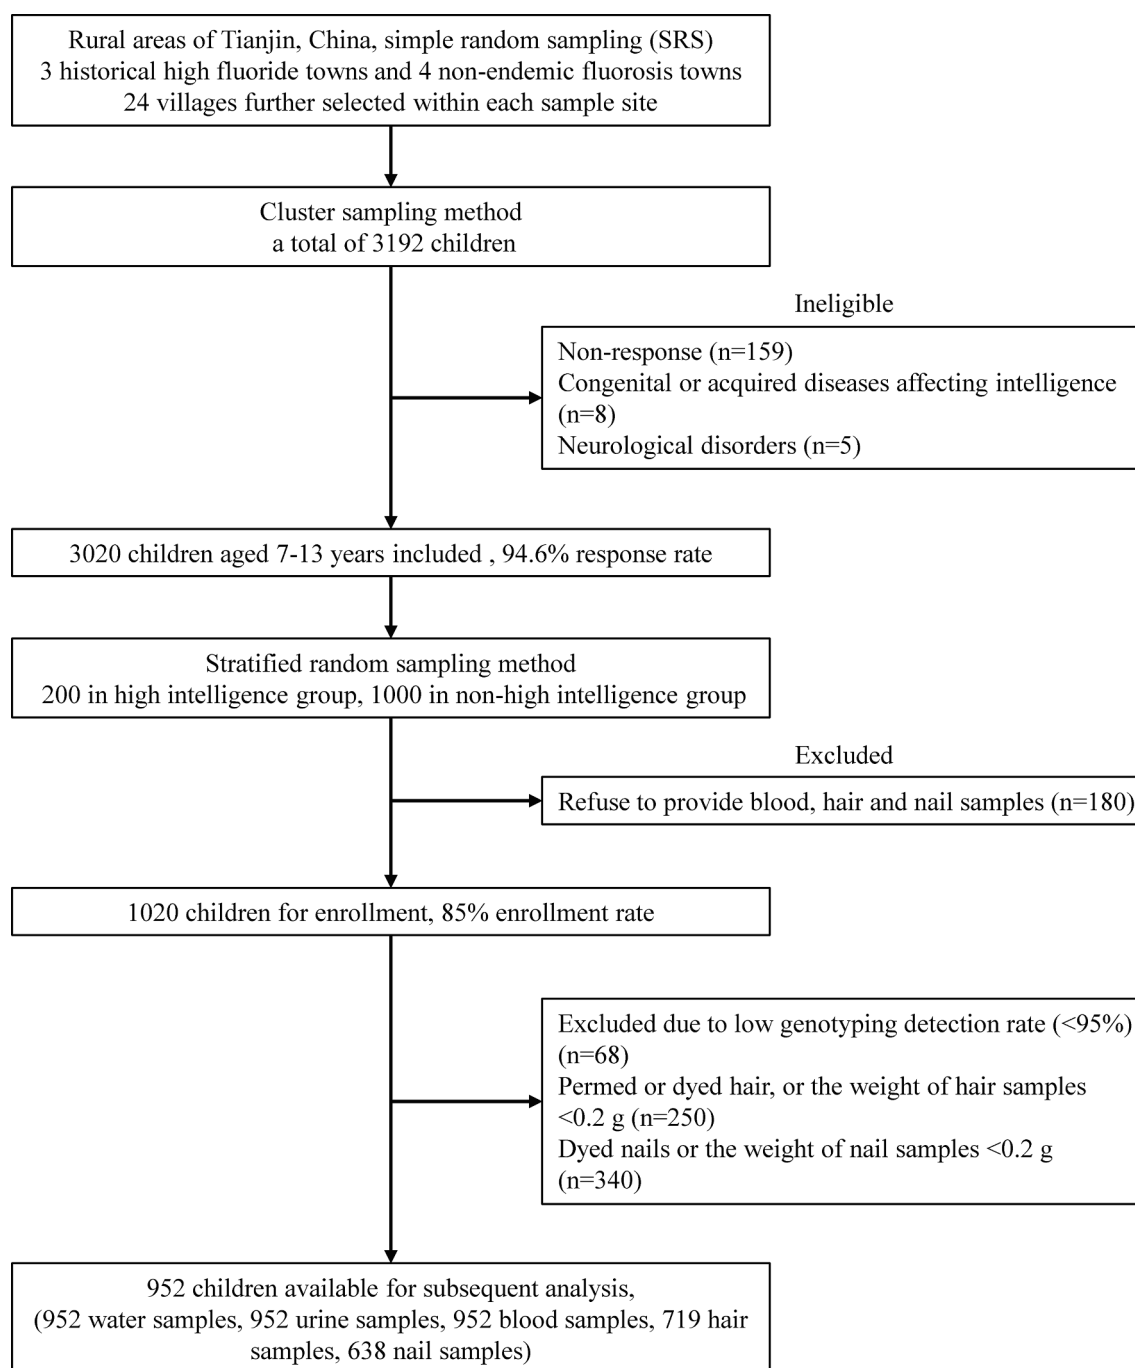 Rural areas of Tianjin, China, simple random sampling (SRS)
3 historical high fluoride towns and 4 non-endemic fluorosis towns
24 villages further selected within each sample site
Cluster sampling method
a total of 3192 children
Ineligible
Non-response (n=159)
Congenital or acquired diseases affecting intelligence
(n=8)
Neurological disorders (n=5)
3020 children aged 7-13 years included , 94.6% response rate
Stratified random sampling method
200 in high intelligence group, 1000 in non-high intelligence group
Excluded
Refuse to provide blood, hair and nail samples (n=180)
1020 children for enrollment, 85% enrollment rate
Excluded due to low genotyping detection rate (<95%)
(n=68)
Permed or dyed hair, or the weight of hair samples
<0.2 g (n=250)
Dyed nails or the weight of nail samples <0.2 g
(n=340)
952 children available for subsequent analysis,
(952 water samples, 952 urine samples, 952 blood samples, 719 hair
samples, 638 nail samples)